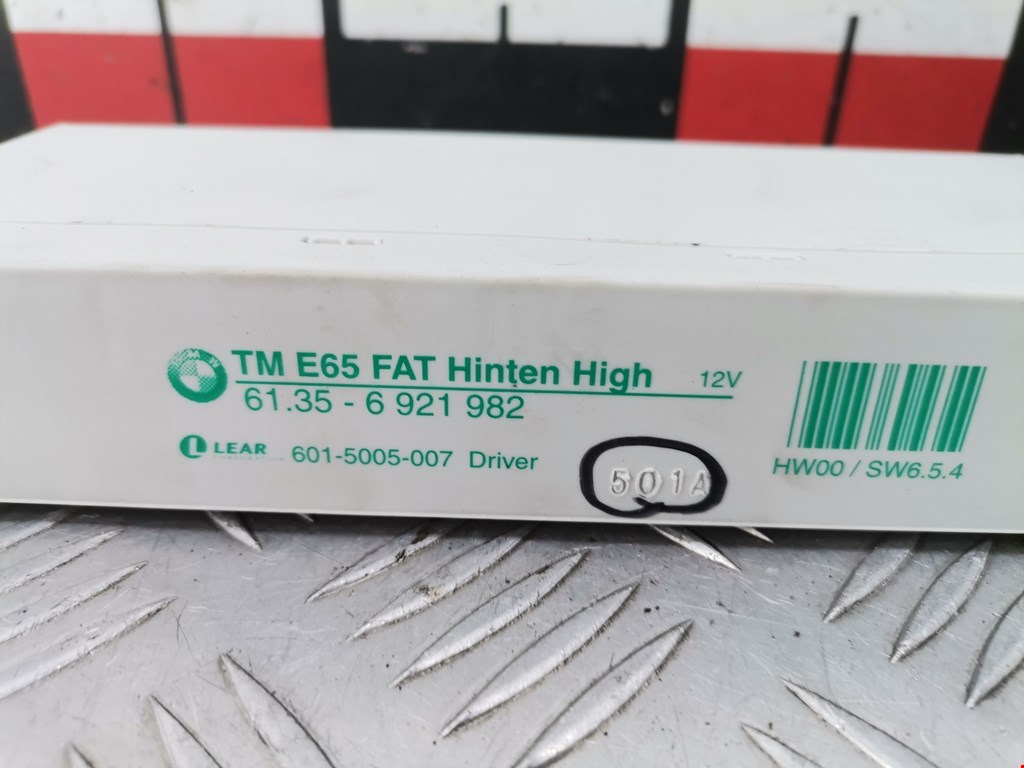 TM E65 FAT Hinten High 12V
61.35 - 6 921 982
LEAR
CORPORATION
601-5005-007 Driver
501A
HW00 / SW6.5.4